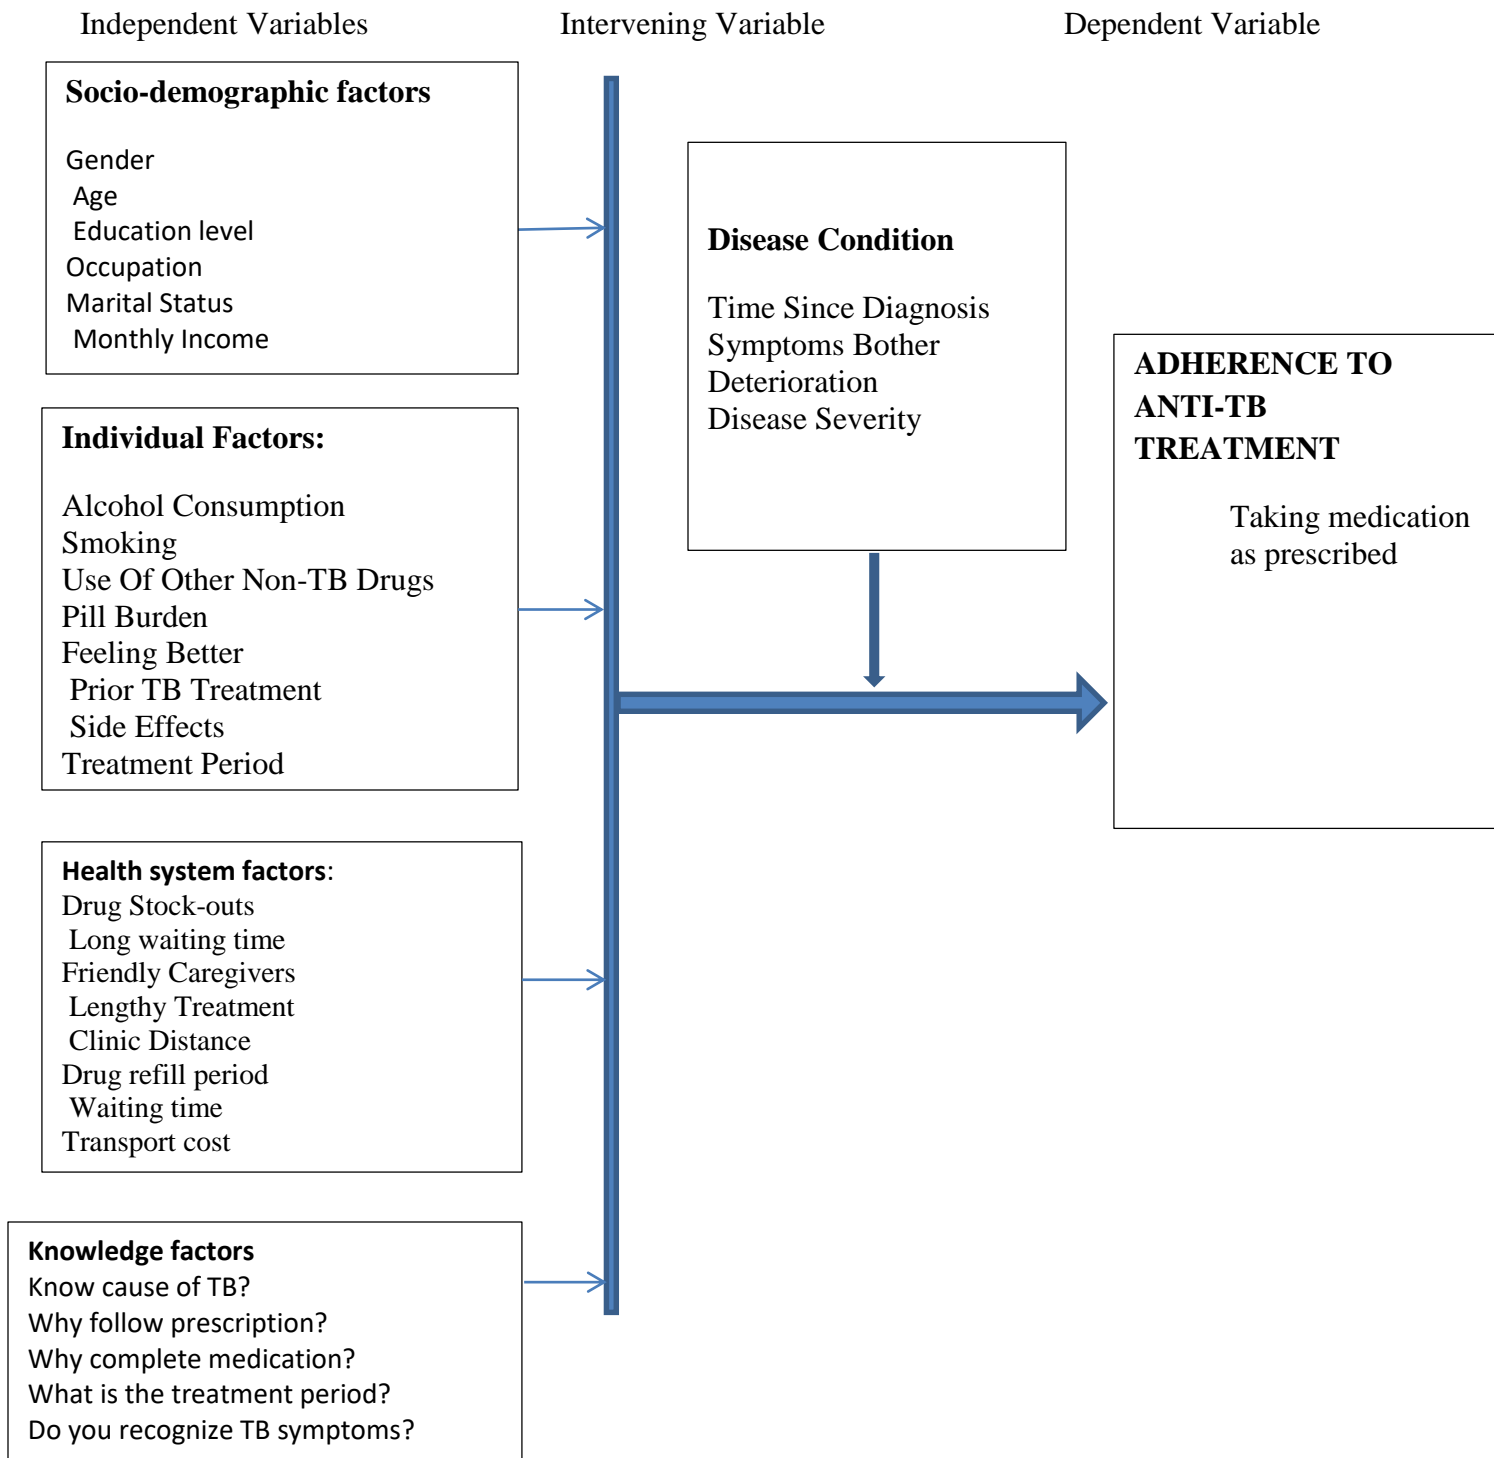 Independent Variables
Intervening Variable
Dependent Variable
Socio-demographic factors
Gender
Age
Education level
Occupation
Marital Status
Monthly Income
Individual Factors:
Alcohol Consumption
Smoking
Use Of Other Non-TB Drugs
Pill Burden
Feeling Better
Prior TB Treatment
Side Effects
Treatment Period
Health system factors:
Drug Stock-outs
Long waiting time
Friendly Caregivers
Lengthy Treatment
Clinic Distance
Drug refill period
Waiting time
Transport cost
Knowledge factors
Know cause of TB?
Why follow prescription?
Why complete medication?
What is the treatment period?
Do you recognize TB symptoms?
Disease Condition
Time Since Diagnosis
Symptoms Bother
Deterioration
Disease Severity
ADHERENCE TO
ANTI-TB
TREATMENT
Taking medication
as prescribed